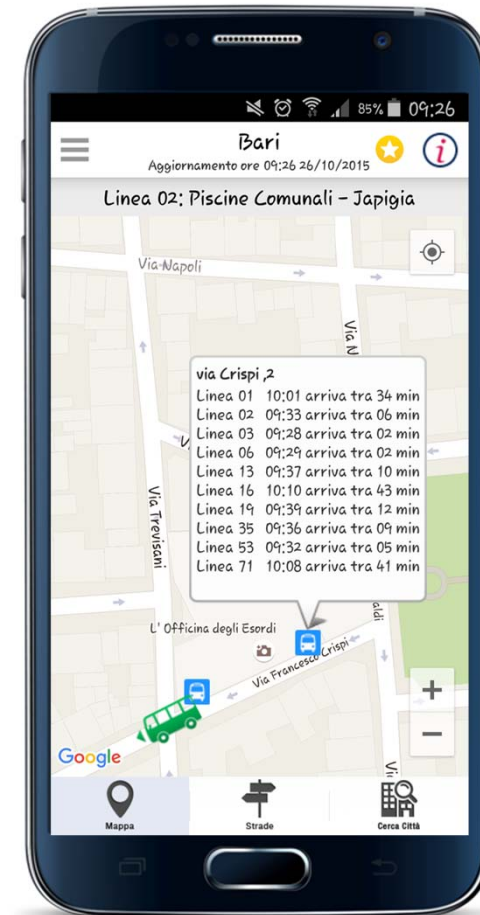 85% 09:26
Bari
Aggiornamento ore 09:26 26/10/2015
i
Linea 02: Piscine Comunali - Japigia
Via Napoli
Via N
via Crispi ,2
Linea 01 10:01 arriva tra 34 min
Linea 02 09:33 arriva tra 06 min
Linea 03 09:28 arriva tra 02 min
Linea 06 09:29 arriva tra 02 min
Linea 13 09:37 arriva tra 10 min
Linea 16 10:10 arriva tra 43 min
Linea 19 09:39 arriva tra 12 min
Linea 35 09:36 arriva tra 09 min
Linea 53 09:32 arriva tra 05 min
Linea 71 10:08 arriva tra 41 min
Via Trevisani
aldi
L' Officina degli Esordi
Via Francesco Crispi
+
−
Google
Vi
Mappa
Strade
Cerca Città